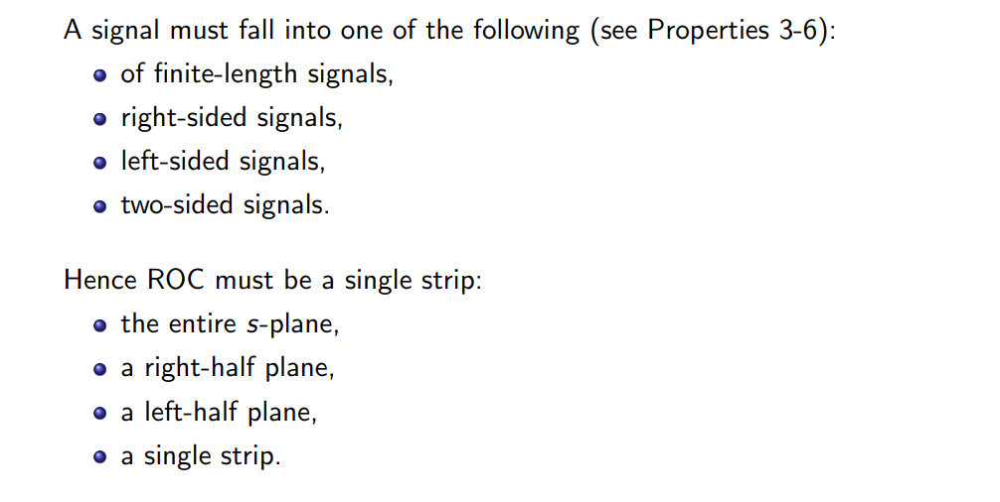 A signal must fall into one of the following (see Properties 3-6):
of finite-length signals,
right-sided signals,
left-sided signals,
two-sided signals.
Hence ROC must be a single strip:
the entire s-plane,
a right-half plane,
a left-half plane,
a single strip.